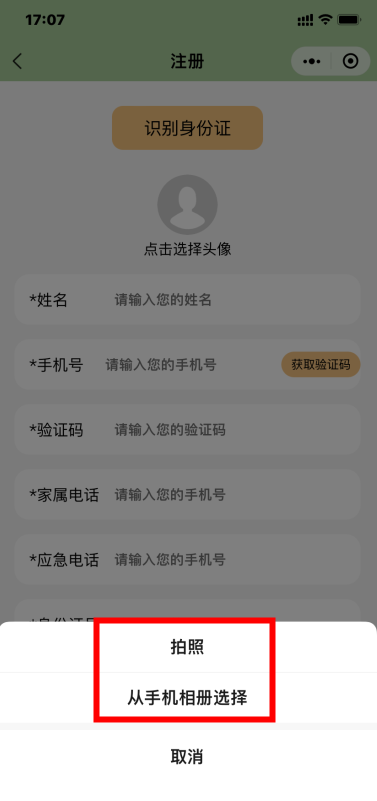 17:07
注册
识别身份证
点击选择头像
*姓名 请输入您的姓名
*手机号 请输入您的手机号 获取验证码
*验证码 请输入您的验证码
*家属电话 请输入您的手机号
*应急电话 请输入您的手机号
拍照
从手机相册选择
取消